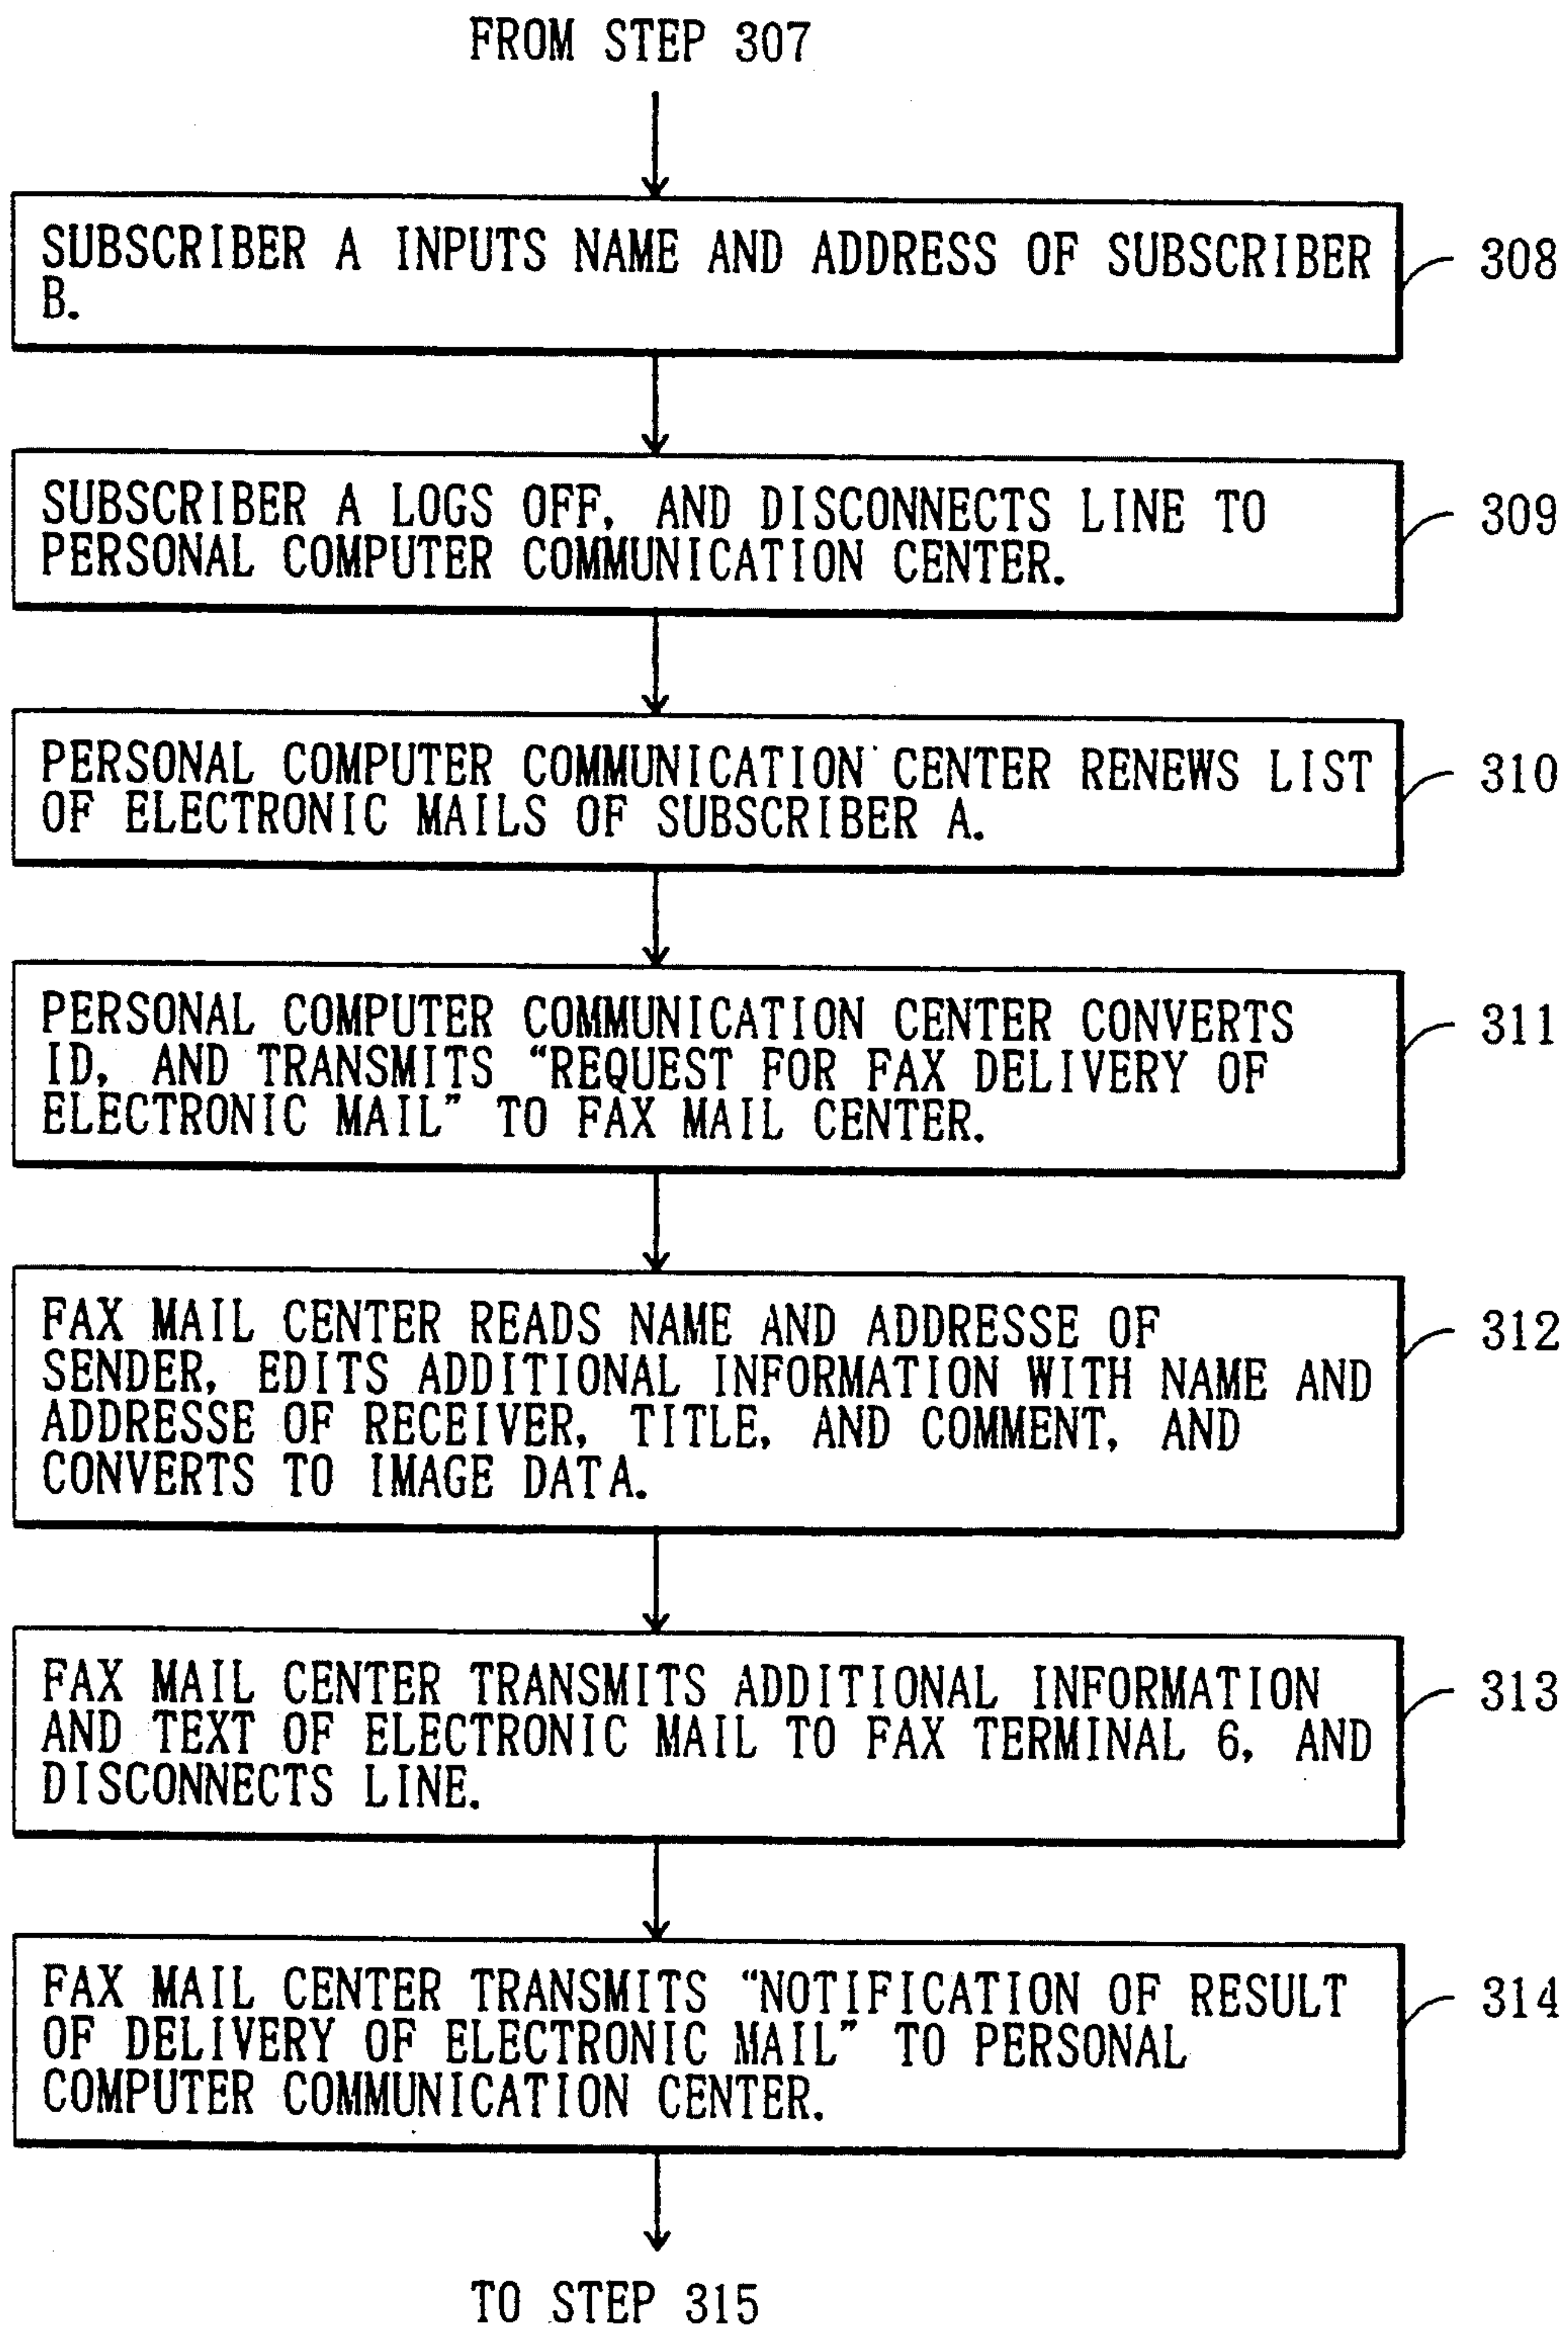 FROM STEP 307
SUBSCRIBER A INPUTS NAME AND ADDRESS OF SUBSCRIBER
B.
308
SUBSCRIBER A LOGS OFF, AND DISCONNECTS LINE TO
PERSONAL COMPUTER COMMUNICATION CENTER.
309
PERSONAL COMPUTER COMMUNICATION CENTER RENEWS LIST
OF ELECTRONIC MAILS OF SUBSCRIBER A.
310
PERSONAL COMPUTER COMMUNICATION CENTER CONVERTS
ID, AND TRANSMITS “REQUEST FOR FAX DELIVERY OF
ELECTRONIC MAIL” TO FAX MAIL CENTER.
311
FAX MAIL CENTER READS NAME AND ADDRESSE OF
SENDER, EDITS ADDITIONAL INFORMATION WITH NAME AND
ADDRESSE OF RECEIVER, TITLE, AND COMMENT, AND
CONVERTS TO IMAGE DATA.
312
FAX MAIL CENTER TRANSMITS ADDITIONAL INFORMATION
AND TEXT OF ELECTRONIC MAIL TO FAX TERMINAL 6, AND
DISCONNECTS LINE.
313
FAX MAIL CENTER TRANSMITS “NOTIFICATION OF RESULT
OF DELIVERY OF ELECTRONIC MAIL” TO PERSONAL
COMPUTER COMMUNICATION CENTER.
314
TO STEP 315